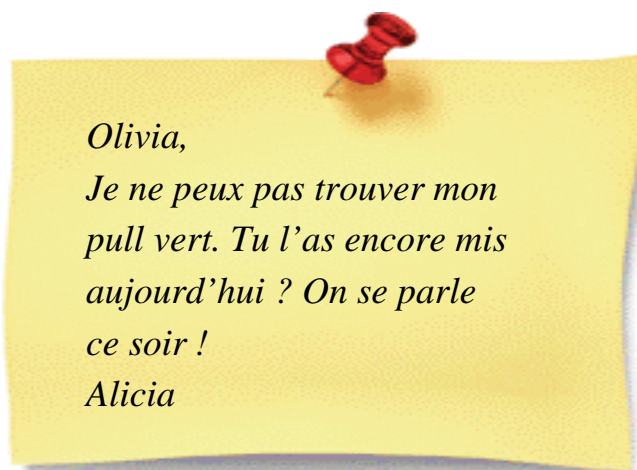 Olivia,
Je ne peux pas trouver mon
pull vert. Tu l’as encore mis
aujourd’hui ? On se parle
ce soir !
Alicia